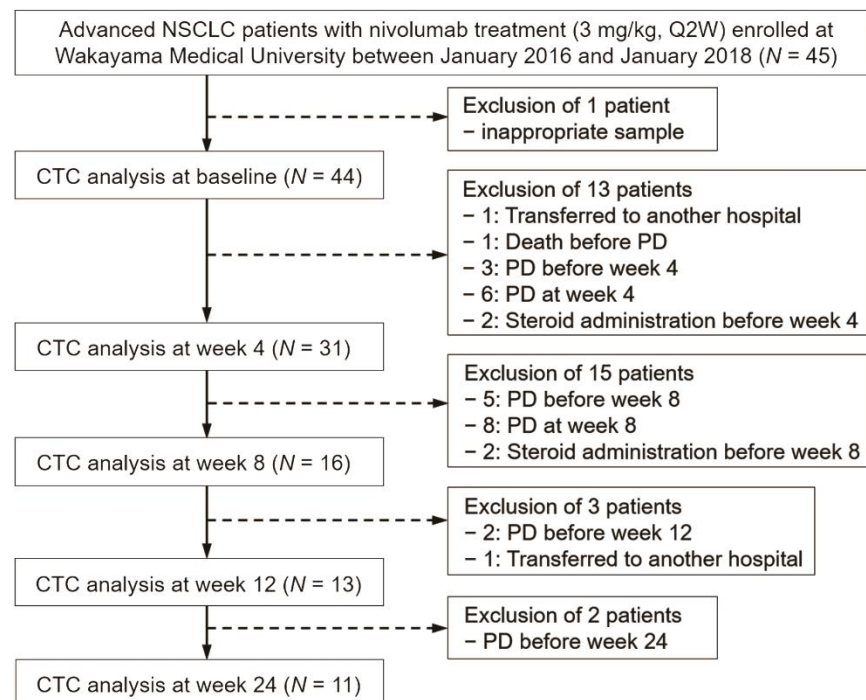 Advanced NSCLC patients with nivolumab treatment (3 mg/kg, Q2W) enrolled at
Wakayama Medical University between January 2016 and January 2018 (N = 45)
Exclusion of 1 patient
− inappropriate sample
CTC analysis at baseline (N = 44)
Exclusion of 13 patients
− 1: Transferred to another hospital
− 1: Death before PD
− 3: PD before week 4
− 6: PD at week 4
− 2: Steroid administration before week 4
CTC analysis at week 4 (N = 31)
Exclusion of 15 patients
− 5: PD before week 8
− 8: PD at week 8
− 2: Steroid administration before week 8
CTC analysis at week 8 (N = 16)
Exclusion of 3 patients
− 2: PD before week 12
− 1: Transferred to another hospital
CTC analysis at week 12 (N = 13)
Exclusion of 2 patients
− PD before week 24
CTC analysis at week 24 (N = 11)